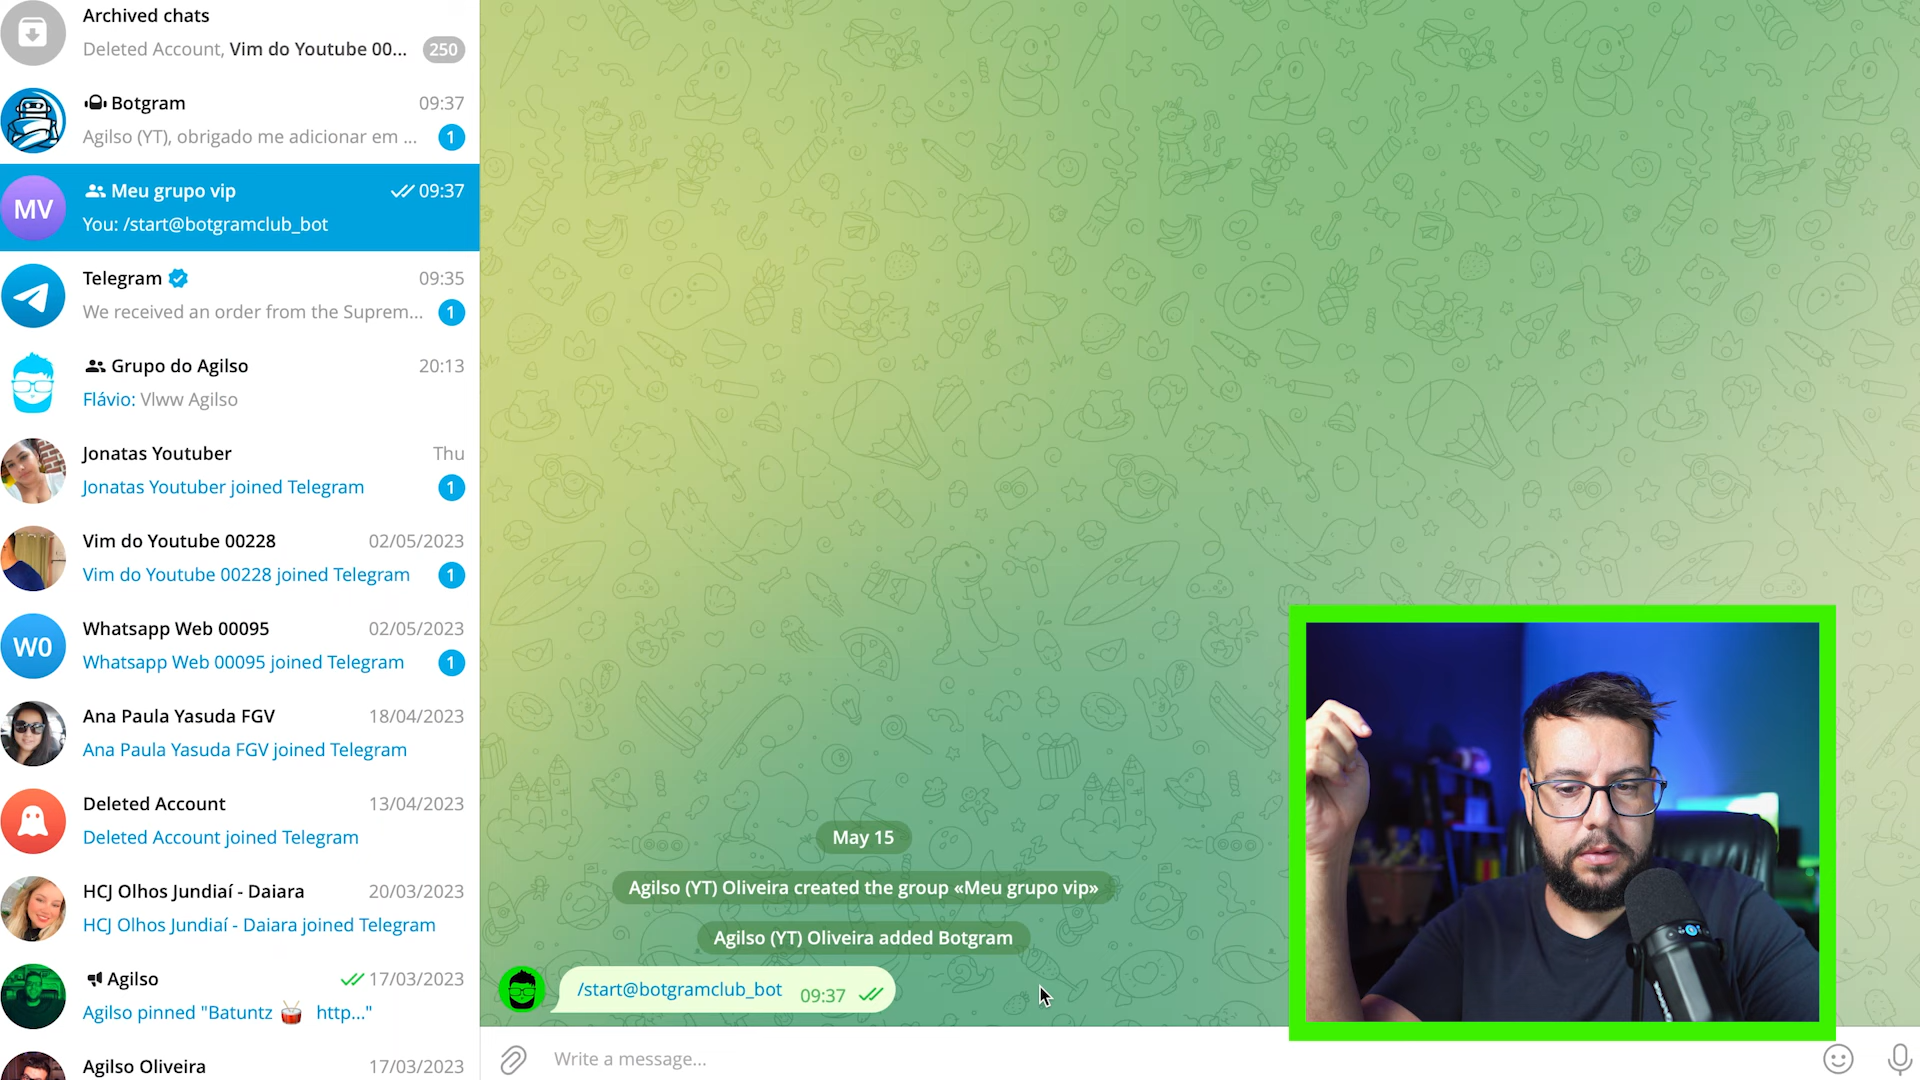 Archived chats
Deleted Account, Vim do Youtube 00... 250
Botgram 09:37
Agilso (YT), obrigado me adicionar em ... 1
MV
Meu grupo vip 09:37
You: /start@botgramclub_bot
Telegram 09:35
We received an order from the Suprem... 1
Grupo do Agilso 20:13
Flávio: Vlww Agilso
Jonatas Youtuber Thu
Jonatas Youtuber joined Telegram 1
Vim do Youtube 00228 02/05/2023
Vim do Youtube 00228 joined Telegram 1
W0
Whatsapp Web 00095 02/05/2023
Whatsapp Web 00095 joined Telegram 1
Ana Paula Yasuda FGV 18/04/2023
Ana Paula Yasuda FGV joined Telegram
Deleted Account 13/04/2023
Deleted Account joined Telegram
HCJ Olhos Jundiaí - Daiara 20/03/2023
HCJ Olhos Jundiaí - Daiara joined Telegram
Agilso 17/03/2023
Agilso pinned "Batuntz 🥁 http..."
Agilso Oliveira 17/03/2023
May 15
Agilso (YT) Oliveira created the group «Meu grupo vip»
Agilso (YT) Oliveira added Botgram
/start@botgramclub_bot 09:37
Write a message...